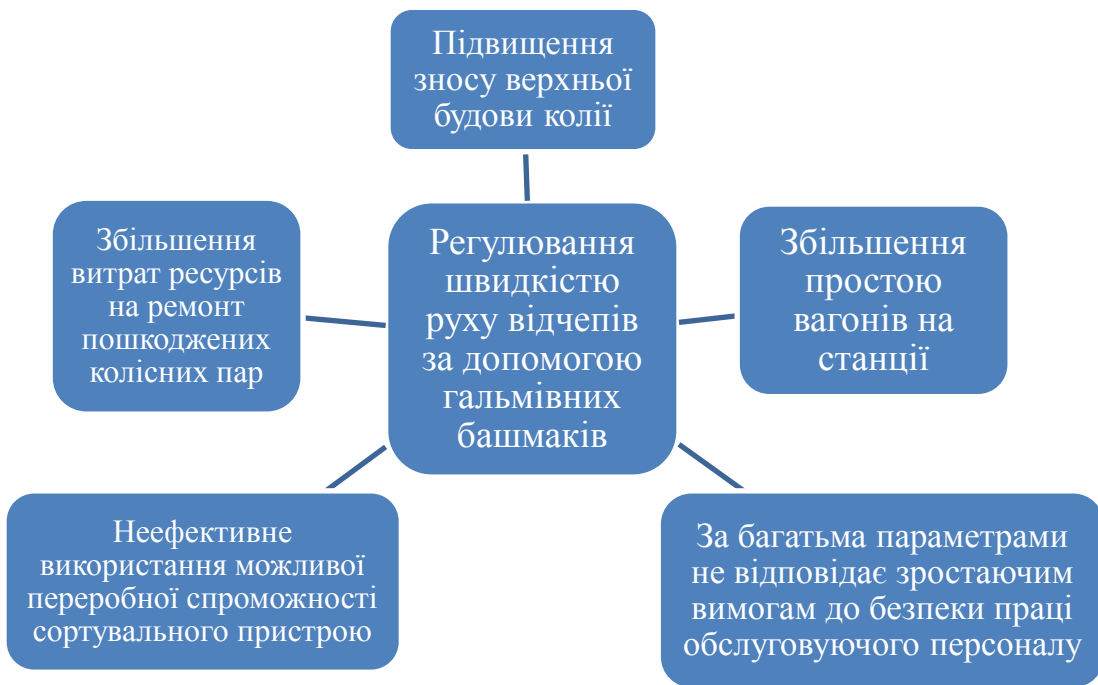 Підвищення
зносу верхньої
будови колії
Збільшення
витрат ресурсів
на ремонт
пошкоджених
колісних пар
Регулювання
швидкістю
руху відчепів
за допомогою
гальмівних
башмаків
Збільшення
простою
вагонів на
станції
Неефективне
використання можливої
переробної спроможності
сортувального пристрою
За багатьма параметрами
не відповідає зростаючим
вимогам до безпеки праці
обслуговуючого персоналу